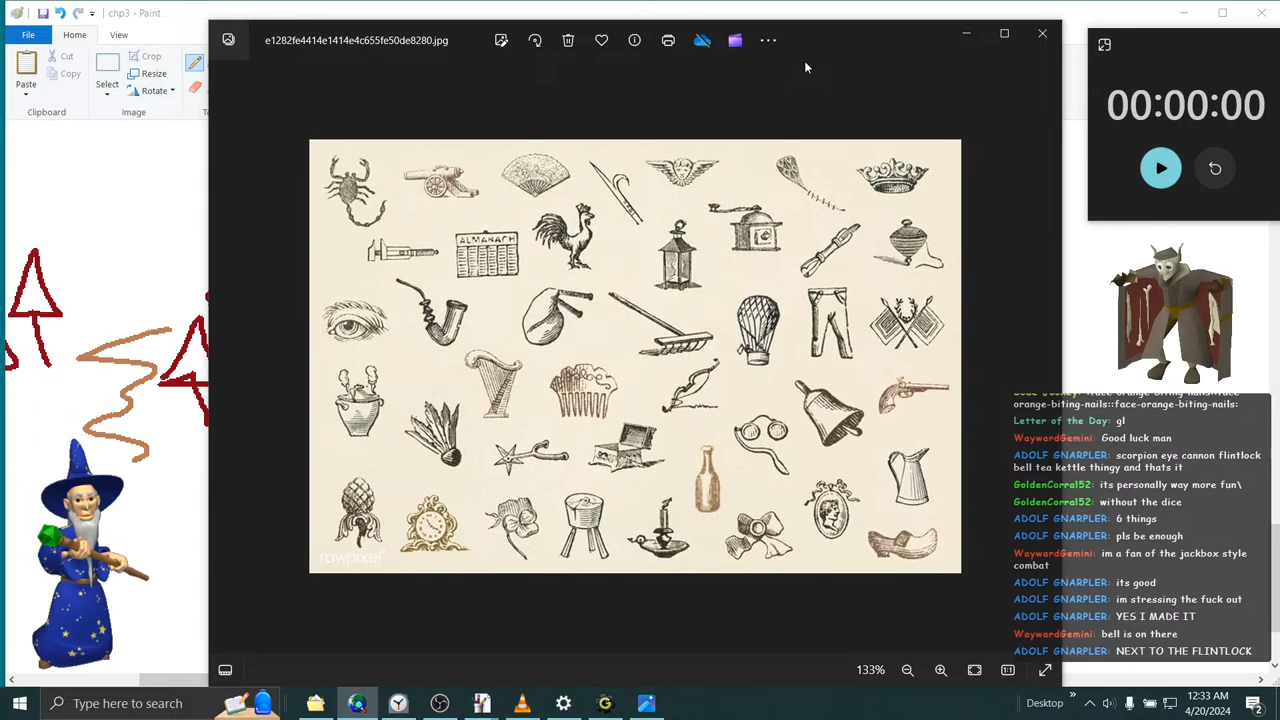 chp3 - Paint
File
Home
View
Paste
Cut
Copy
Clipboard
Select
Crop
Resize
Rotate
Image
e1282fe4414e1414e4c655fe50de8280.jpg
ALMANACH
rawpixel
133%
00:00:00
orange-biting-nails::face-orange-biting-nails:
Letter of the Day: gl
WaywardGemini: Good luck man
ADOLF GNARPLER: scorpion eye cannon flintlock
bell tea kettle thingy and thats it
GoldenCorral52: its personally way more fun\
GoldenCorral52: without the dice
ADOLF GNARPLER: 6 things
ADOLF GNARPLER: pls be enough
WaywardGemini: im a fan of the jackbox style
combat
ADOLF GNARPLER: its good
ADOLF GNARPLER: im stressing the fuck out
ADOLF GNARPLER: YES I MADE IT
WaywardGemini: bell is on there
ADOLF GNARPLER: NEXT TO THE FLINTLOCK
Type here to search
Desktop
12:33 AM
4/20/2024
2